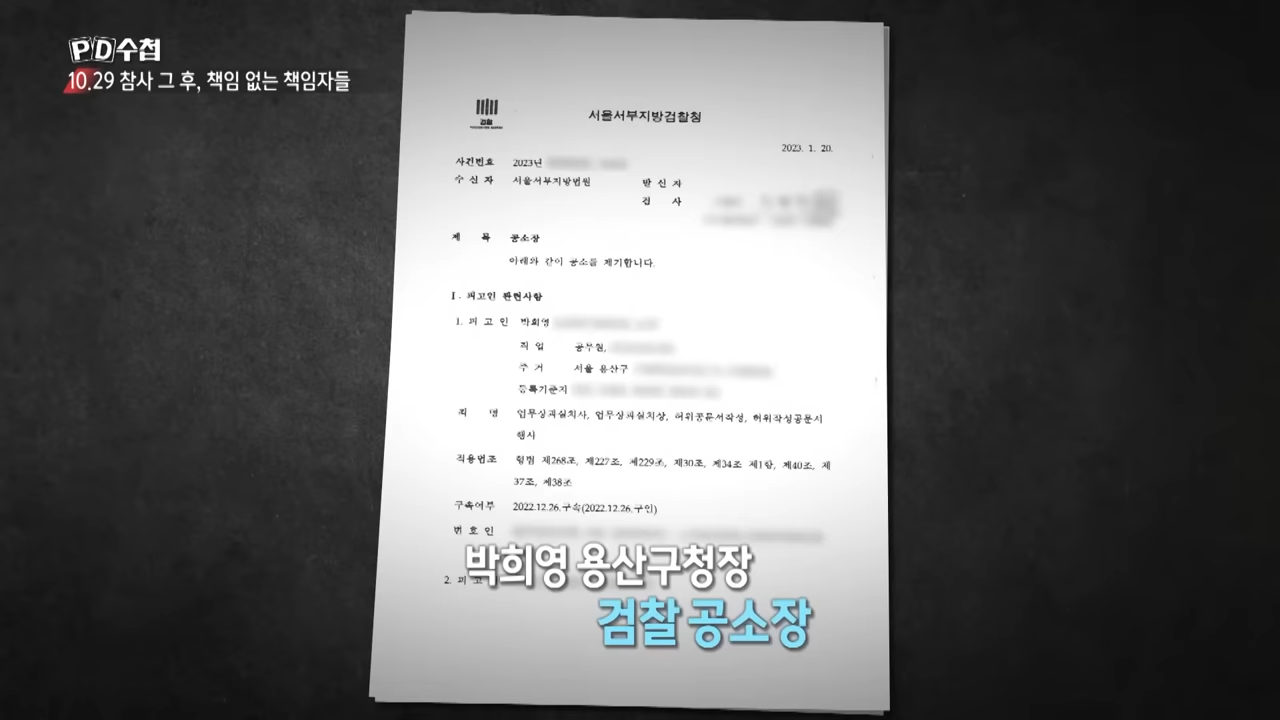 PD수첩
10.29 참사 그 후, 책임 없는 책임자들
검찰
서울서부지방검찰청
2023. 1. 20.
사건번호 2023년
수 신 자 서울서부지방법원 발 신 자
검 사
제 목 공소장
아래와 같이 공소를 제기합니다.
Ⅰ. 피고인 관련사항
1. 피 고 인 박희영
직 업 공무원,
주 거 서울 용산구
등록기준지
죄 명 업무상과실치사, 업무상과실치상, 허위공문서작성, 허위작성공문서
행사
적용법조 형법 제268조, 제227조, 제229조, 제30조, 제34조 제1항, 제40조, 제
37조, 제38조
구속여부 2022.12.26.구속(2022.12.26.구인)
변 호 인
박희영 용산구청장
2. 피 고
검찰 공소장